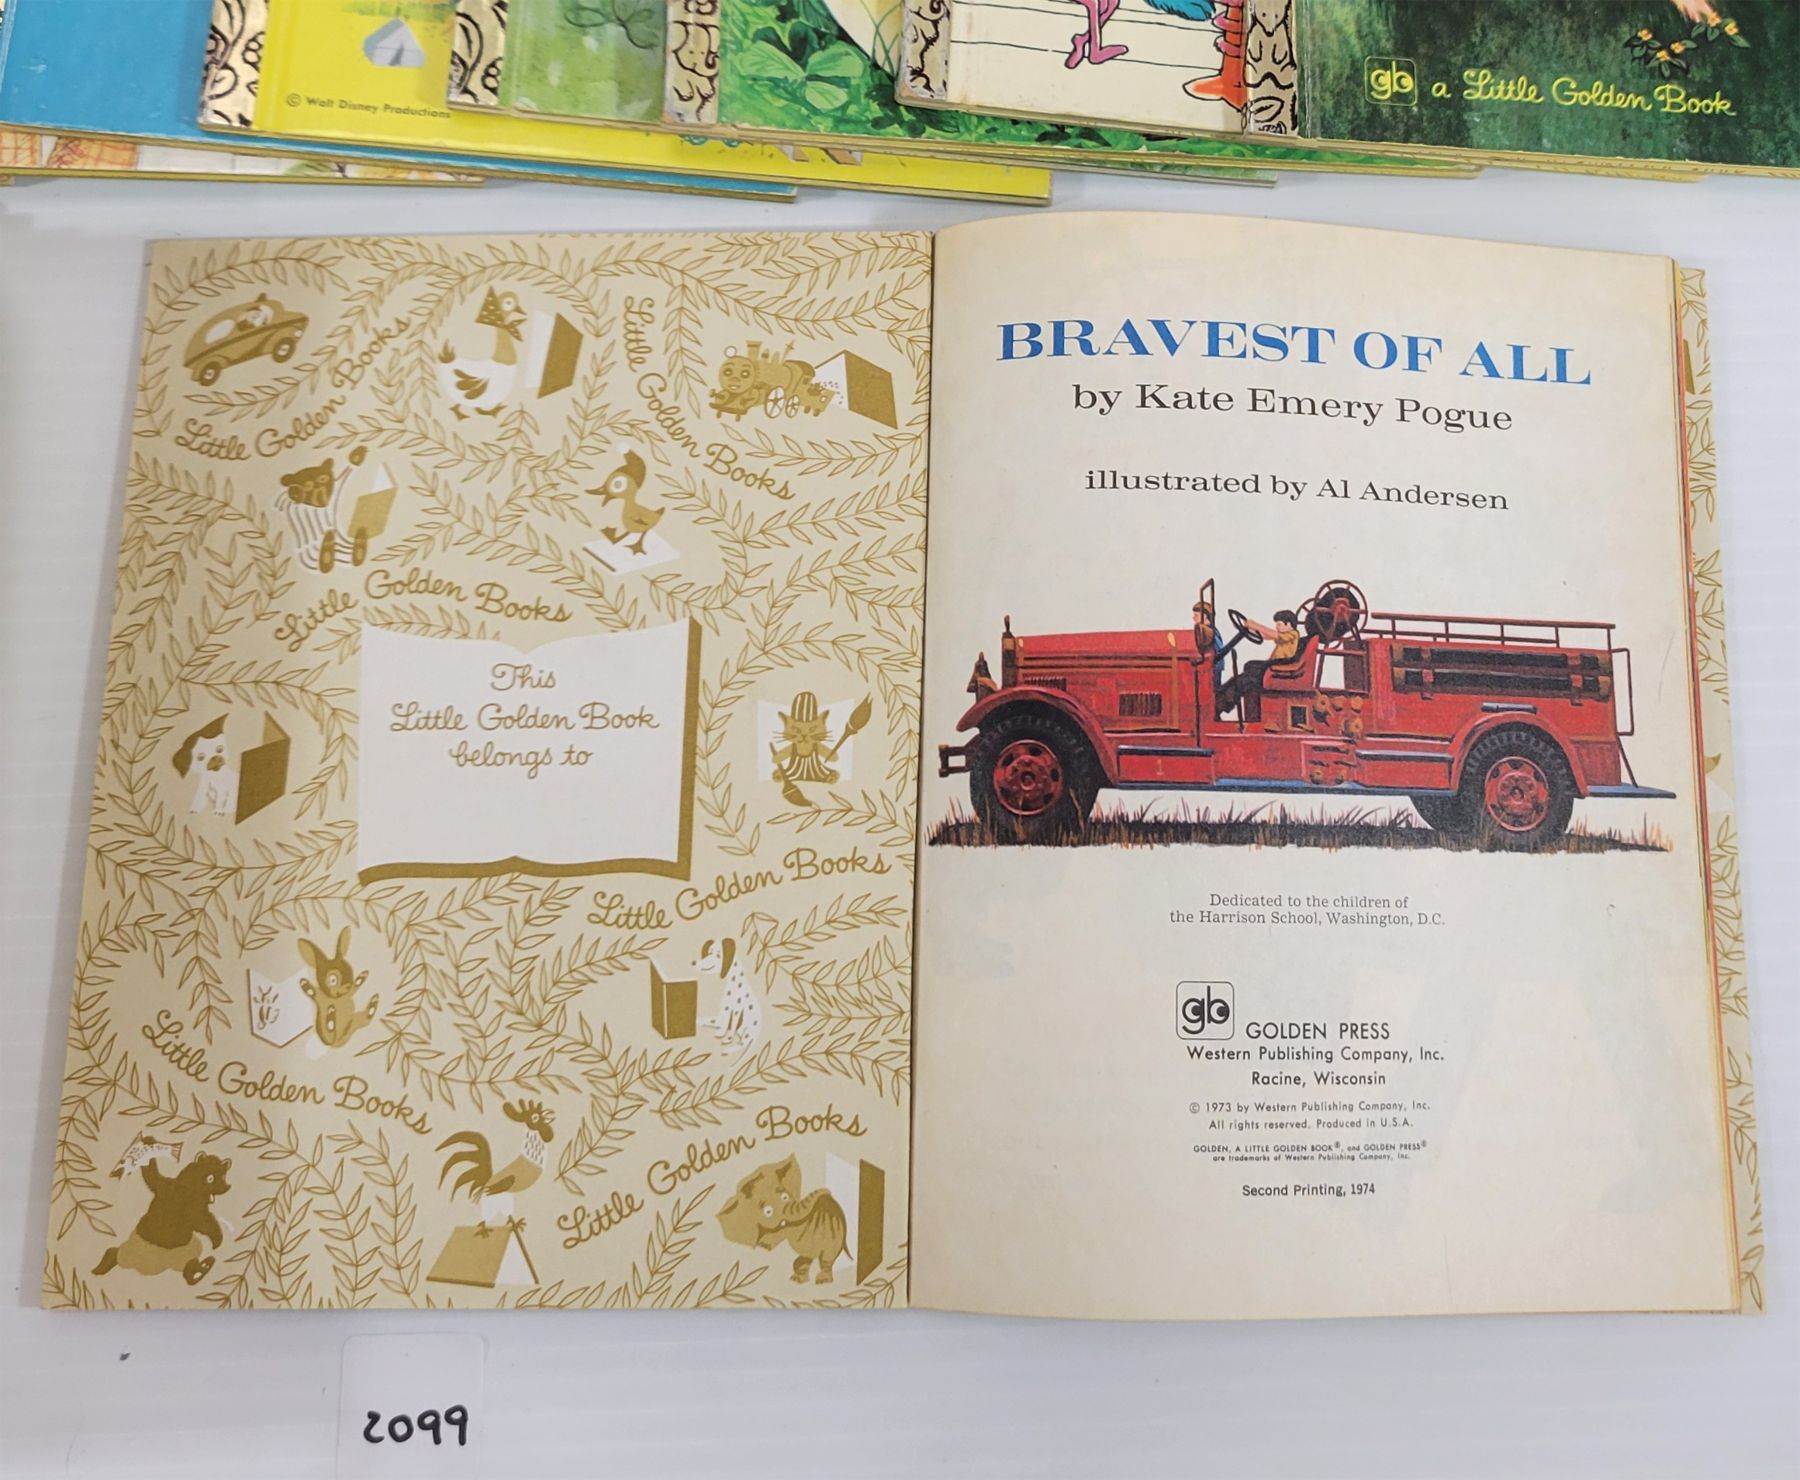 © Walt Disney Productions
gb a Little Golden Book
Little Golden Books
Little Golden Books
Little Golden Books
This
Little Golden Book
belongs to
Little Golden Books
Little Golden Books
Little Golden Books
BRAVEST OF ALL
by Kate Emery Pogue
illustrated by Al Andersen
1
Dedicated to the children of
the Harrison School, Washington, D.C.
gb GOLDEN PRESS
Western Publishing Company, Inc.
Racine, Wisconsin
© 1973 by Western Publishing Company, Inc.
All rights reserved. Produced in U.S.A.
GOLDEN, A LITTLE GOLDEN BOOK®, and GOLDEN PRESS®
are trademarks of Western Publishing Company, Inc.
Second Printing, 1974
2099